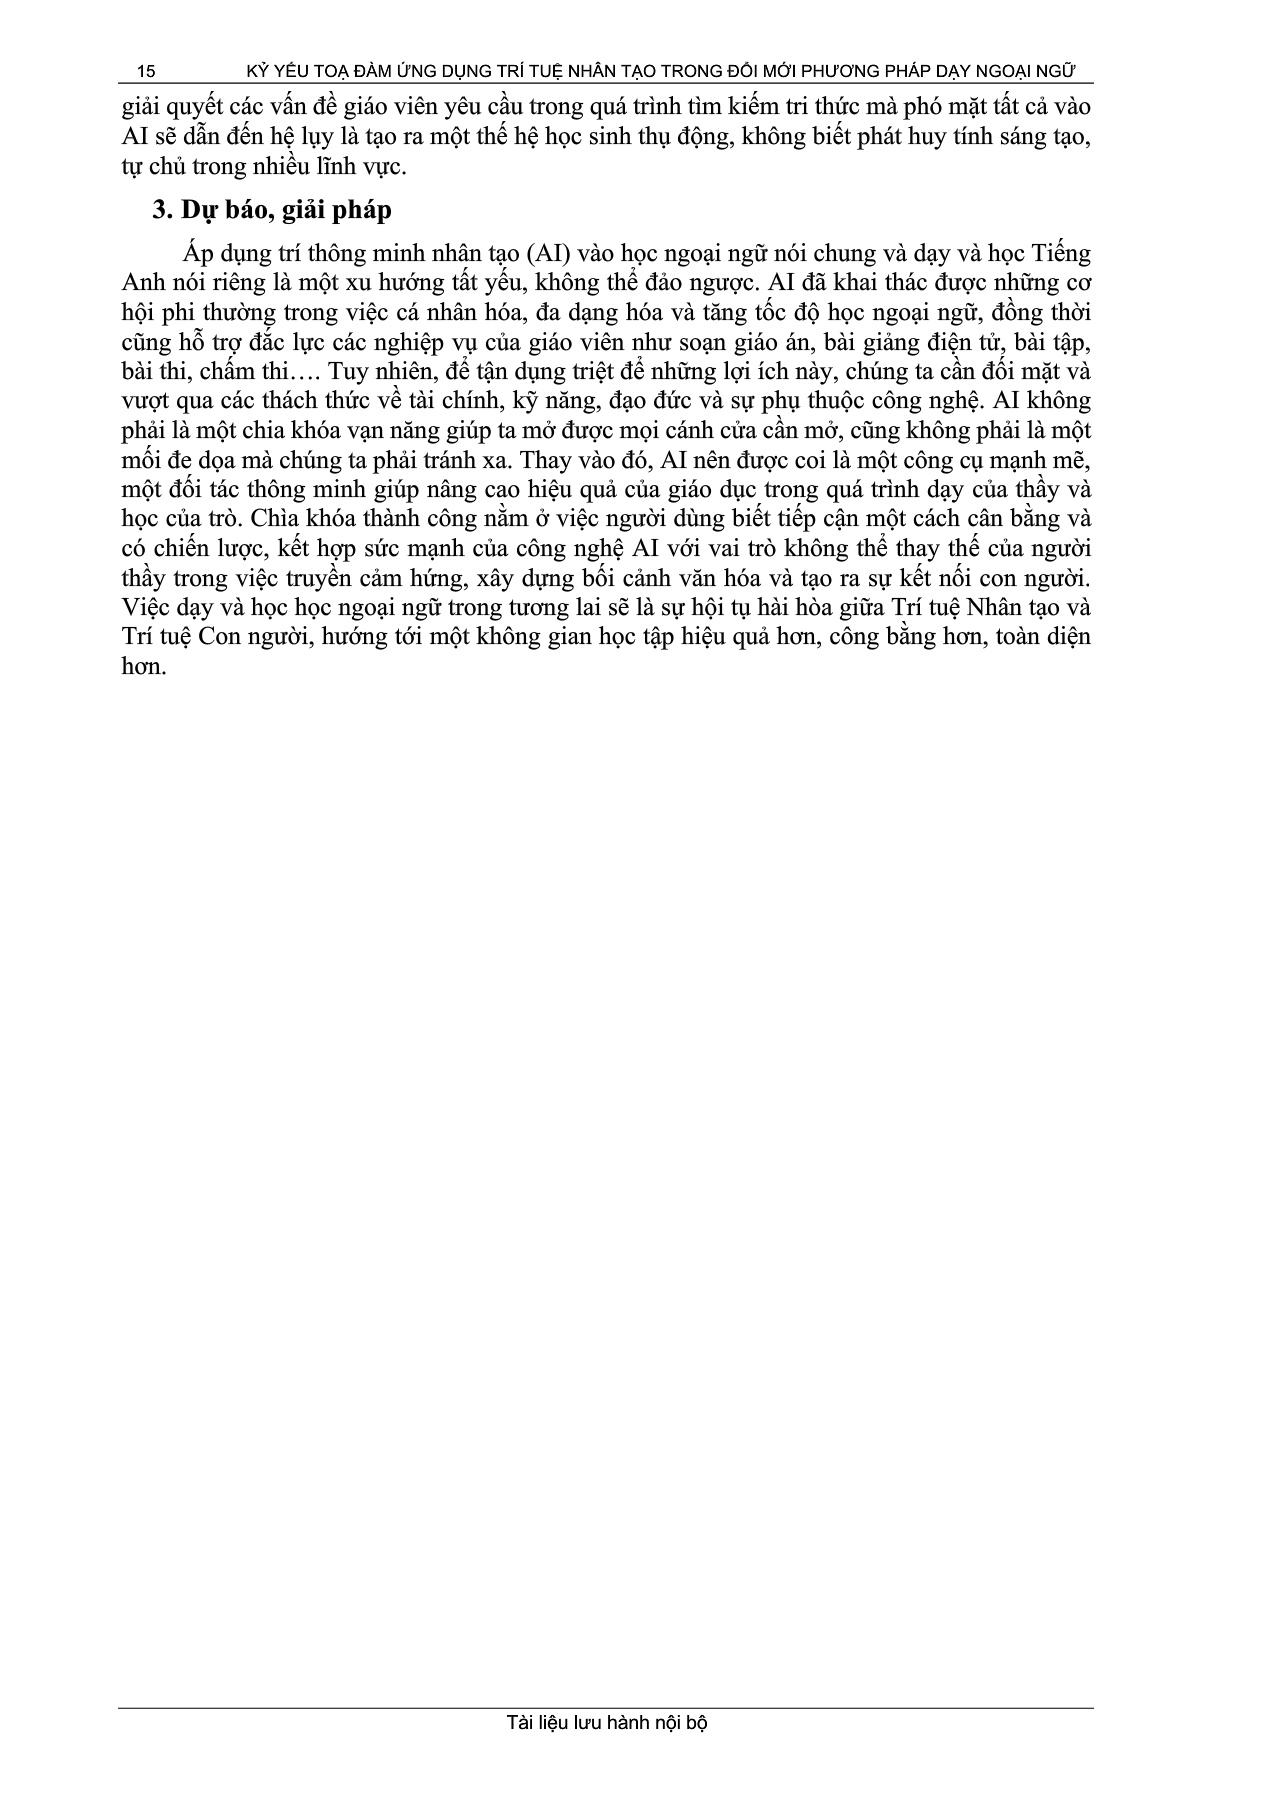 15 KỶ YẾU TOẠ ĐÀM ỨNG DỤNG TRÍ TUỆ NHÂN TẠO TRONG ĐỔI MỚI PHƯƠNG PHÁP DẠY NGOẠI NGỮ
giải quyết các vấn đề giáo viên yêu cầu trong quá trình tìm kiếm tri thức mà phó mặt tất cả vào
AI sẽ dẫn đến hệ lụy là tạo ra một thế hệ học sinh thụ động, không biết phát huy tính sáng tạo,
tự chủ trong nhiều lĩnh vực.
3. Dự báo, giải pháp
Áp dụng trí thông minh nhân tạo (AI) vào học ngoại ngữ nói chung và dạy và học Tiếng
Anh nói riêng là một xu hướng tất yếu, không thể đảo ngược. AI đã khai thác được những cơ
hội phi thường trong việc cá nhân hóa, đa dạng hóa và tăng tốc độ học ngoại ngữ, đồng thời
cũng hỗ trợ đắc lực các nghiệp vụ của giáo viên như soạn giáo án, bài giảng điện tử, bài tập,
bài thi, chấm thi…. Tuy nhiên, để tận dụng triệt để những lợi ích này, chúng ta cần đối mặt và
vượt qua các thách thức về tài chính, kỹ năng, đạo đức và sự phụ thuộc công nghệ. AI không
phải là một chia khóa vạn năng giúp ta mở được mọi cánh cửa cần mở, cũng không phải là một
mối đe dọa mà chúng ta phải tránh xa. Thay vào đó, AI nên được coi là một công cụ mạnh mẽ,
một đối tác thông minh giúp nâng cao hiệu quả của giáo dục trong quá trình dạy của thầy và
học của trò. Chìa khóa thành công nằm ở việc người dùng biết tiếp cận một cách cân bằng và
có chiến lược, kết hợp sức mạnh của công nghệ AI với vai trò không thể thay thế của người
thầy trong việc truyền cảm hứng, xây dựng bối cảnh văn hóa và tạo ra sự kết nối con người.
Việc dạy và học học ngoại ngữ trong tương lai sẽ là sự hội tụ hài hòa giữa Trí tuệ Nhân tạo và
Trí tuệ Con người, hướng tới một không gian học tập hiệu quả hơn, công bằng hơn, toàn diện
hơn.
Tài liệu lưu hành nội bộ